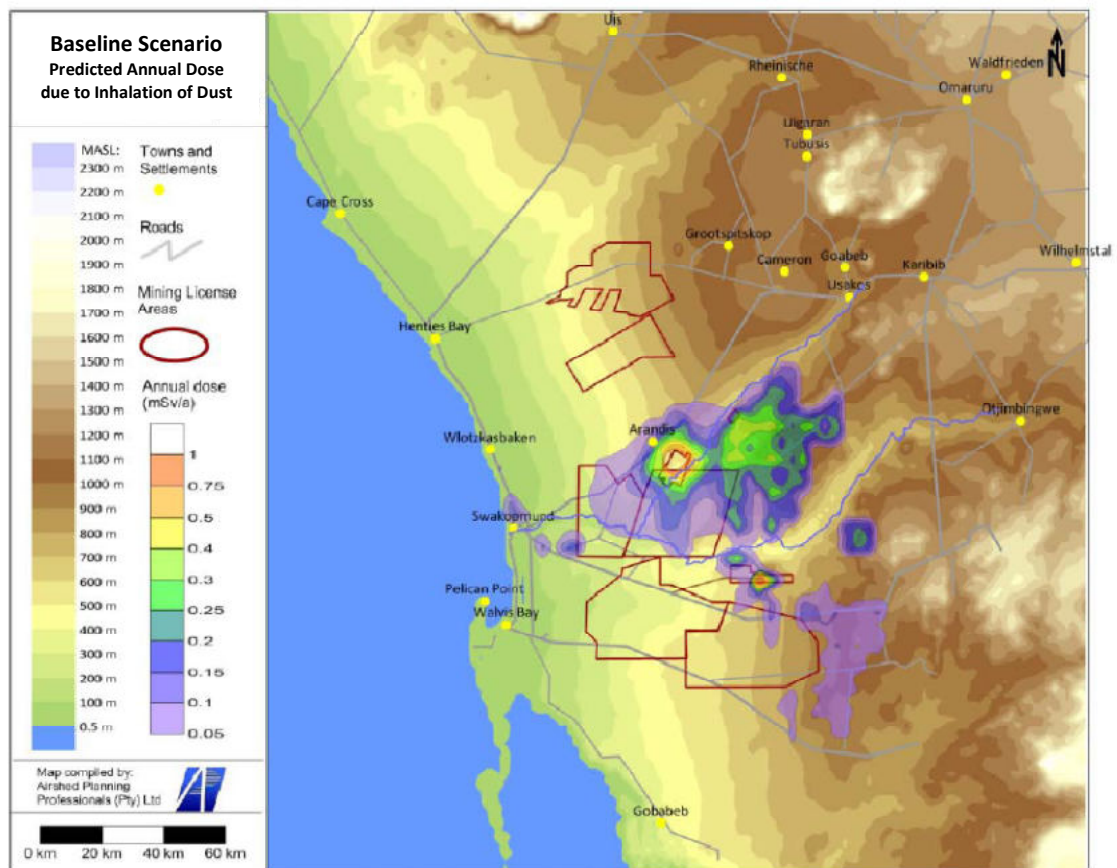 Baseline Scenario
Predicted Annual Dose
due to Inhalation of Dust
MASL:
2300 m
2200 m
2100 m
2000 m
1900 m
1800 m
1700 m
1600 m
1500 m
1400 m
1300 m
1200 m
1100 m
1000 m
900 m
800 m
700 m
600 m
500 m
400 m
300 m
200 m
100 m
0.5 m
Towns and
Settlements
Roads
Mining License
Areas
Annual dose
(mSv/a)
1
0.75
0.5
0.4
0.3
0.25
0.2
0.15
0.1
0.05
Map compiled by:
Airshed Planning
Professionals (Pty) Ltd
0 km 20 km 40 km 60 km
N
Uis
Rheinische
Waldfrieden
Omaruru
Tubusis
Cape Cross
Grootspitskop
Cameron
Goabeb
Karibib
Wilhelmstal
Usakos
Henties Bay
Otjimbingwe
Arandis
Wlotzkasbaken
Swakopmund
Pelican Point
Walvis Bay
Gobabeb